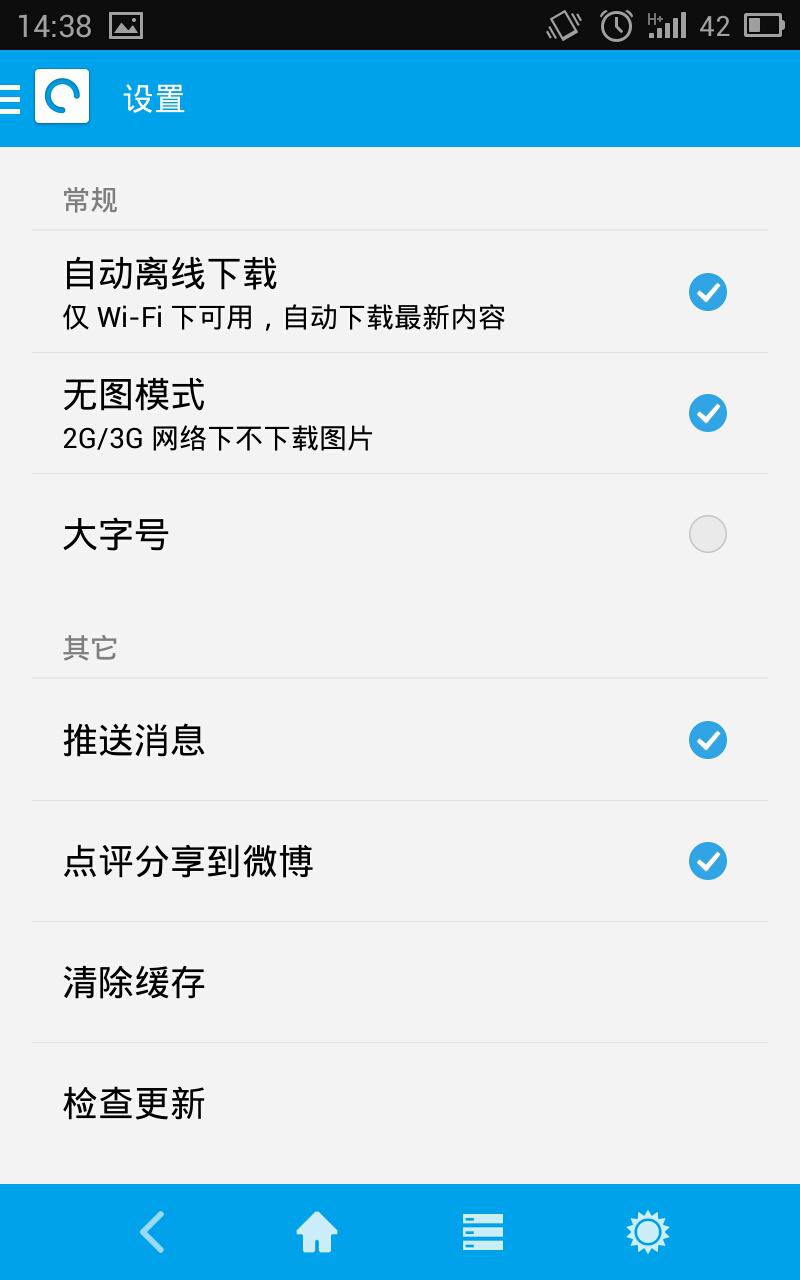 14:38
H+
42
设置
常规
自动离线下载
仅 Wi-Fi 下可用，自动下载最新内容
无图模式
2G/3G 网络下不下载图片
大字号
其它
推送消息
点评分享到微博
清除缓存
检查更新